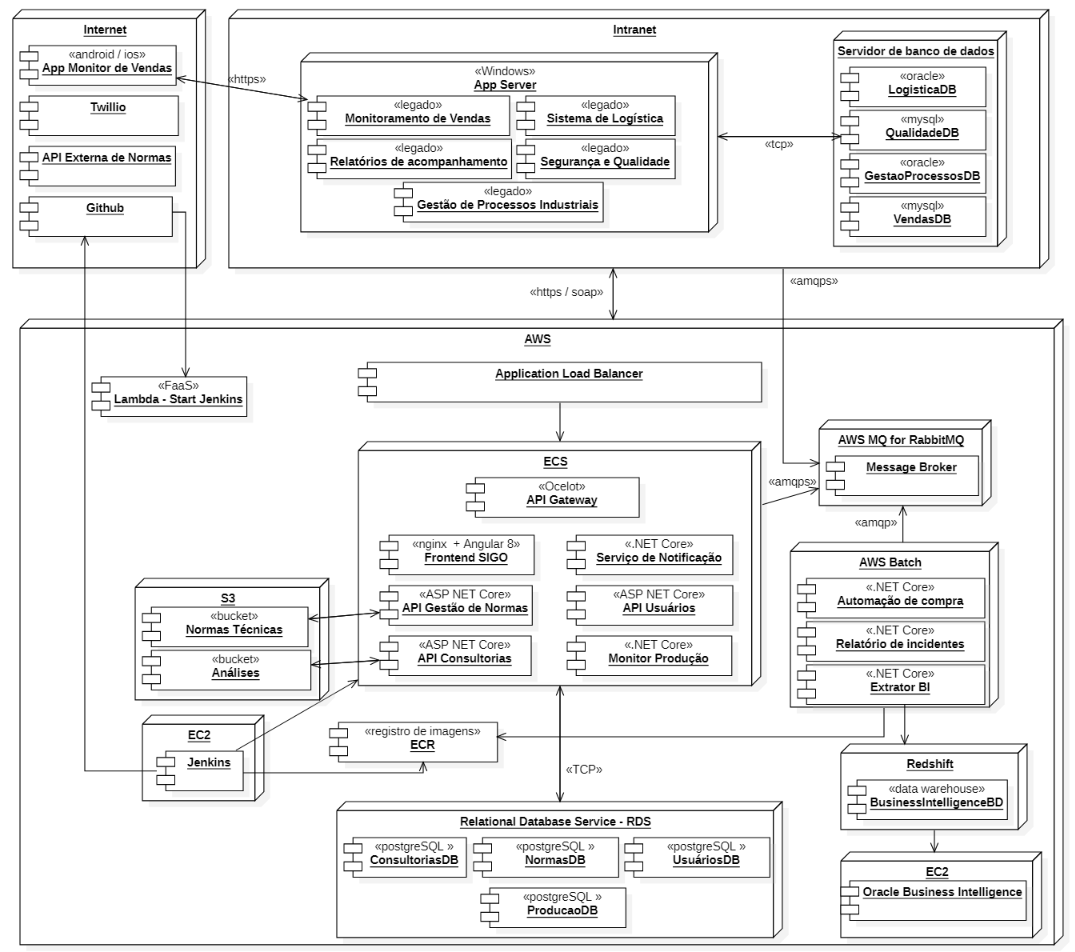 Internet
«android / ios»
App Monitor de Vendas
Twillio
API Externa de Normas
Github
«https»
Intranet
«Windows»
App Server
«legado»
Monitoramento de Vendas
«legado»
Sistema de Logística
«legado»
Relatórios de acompanhamento
«legado»
Segurança e Qualidade
«legado»
Gestão de Processos Industriais
«tcp»
Servidor de banco de dados
«oracle»
LogisticaDB
«mysql»
QualidadeDB
«oracle»
GestaoProcessosDB
«mysql»
VendasDB
«https / soap»
«amqps»
AWS
«FaaS»
Lambda - Start Jenkins
Application Load Balancer
ECS
«Ocelot»
API Gateway
«nginx + Angular 8»
Frontend SIGO
«.NET Core»
Serviço de Notificação
«ASP NET Core»
API Gestão de Normas
«ASP NET Core»
API Usuários
«ASP NET Core»
API Consultorias
«.NET Core»
Monitor Produção
«amqps»
AWS MQ for RabbitMQ
Message Broker
«amqp»
AWS Batch
«.NET Core»
Automação de compra
«.NET Core»
Relatório de incidentes
«.NET Core»
Extrator BI
S3
«bucket»
Normas Técnicas
«bucket»
Análises
EC2
Jenkins
«registro de imagens»
ECR
«TCP»
Redshift
«data warehouse»
BusinessIntelligenceBD
EC2
Oracle Business Intelligence
Relational Database Service - RDS
«postgreSQL »
ConsultoriasDB
«postgreSQL »
NormasDB
«postgreSQL »
UsuáriosDB
«postgreSQL »
ProducaoDB